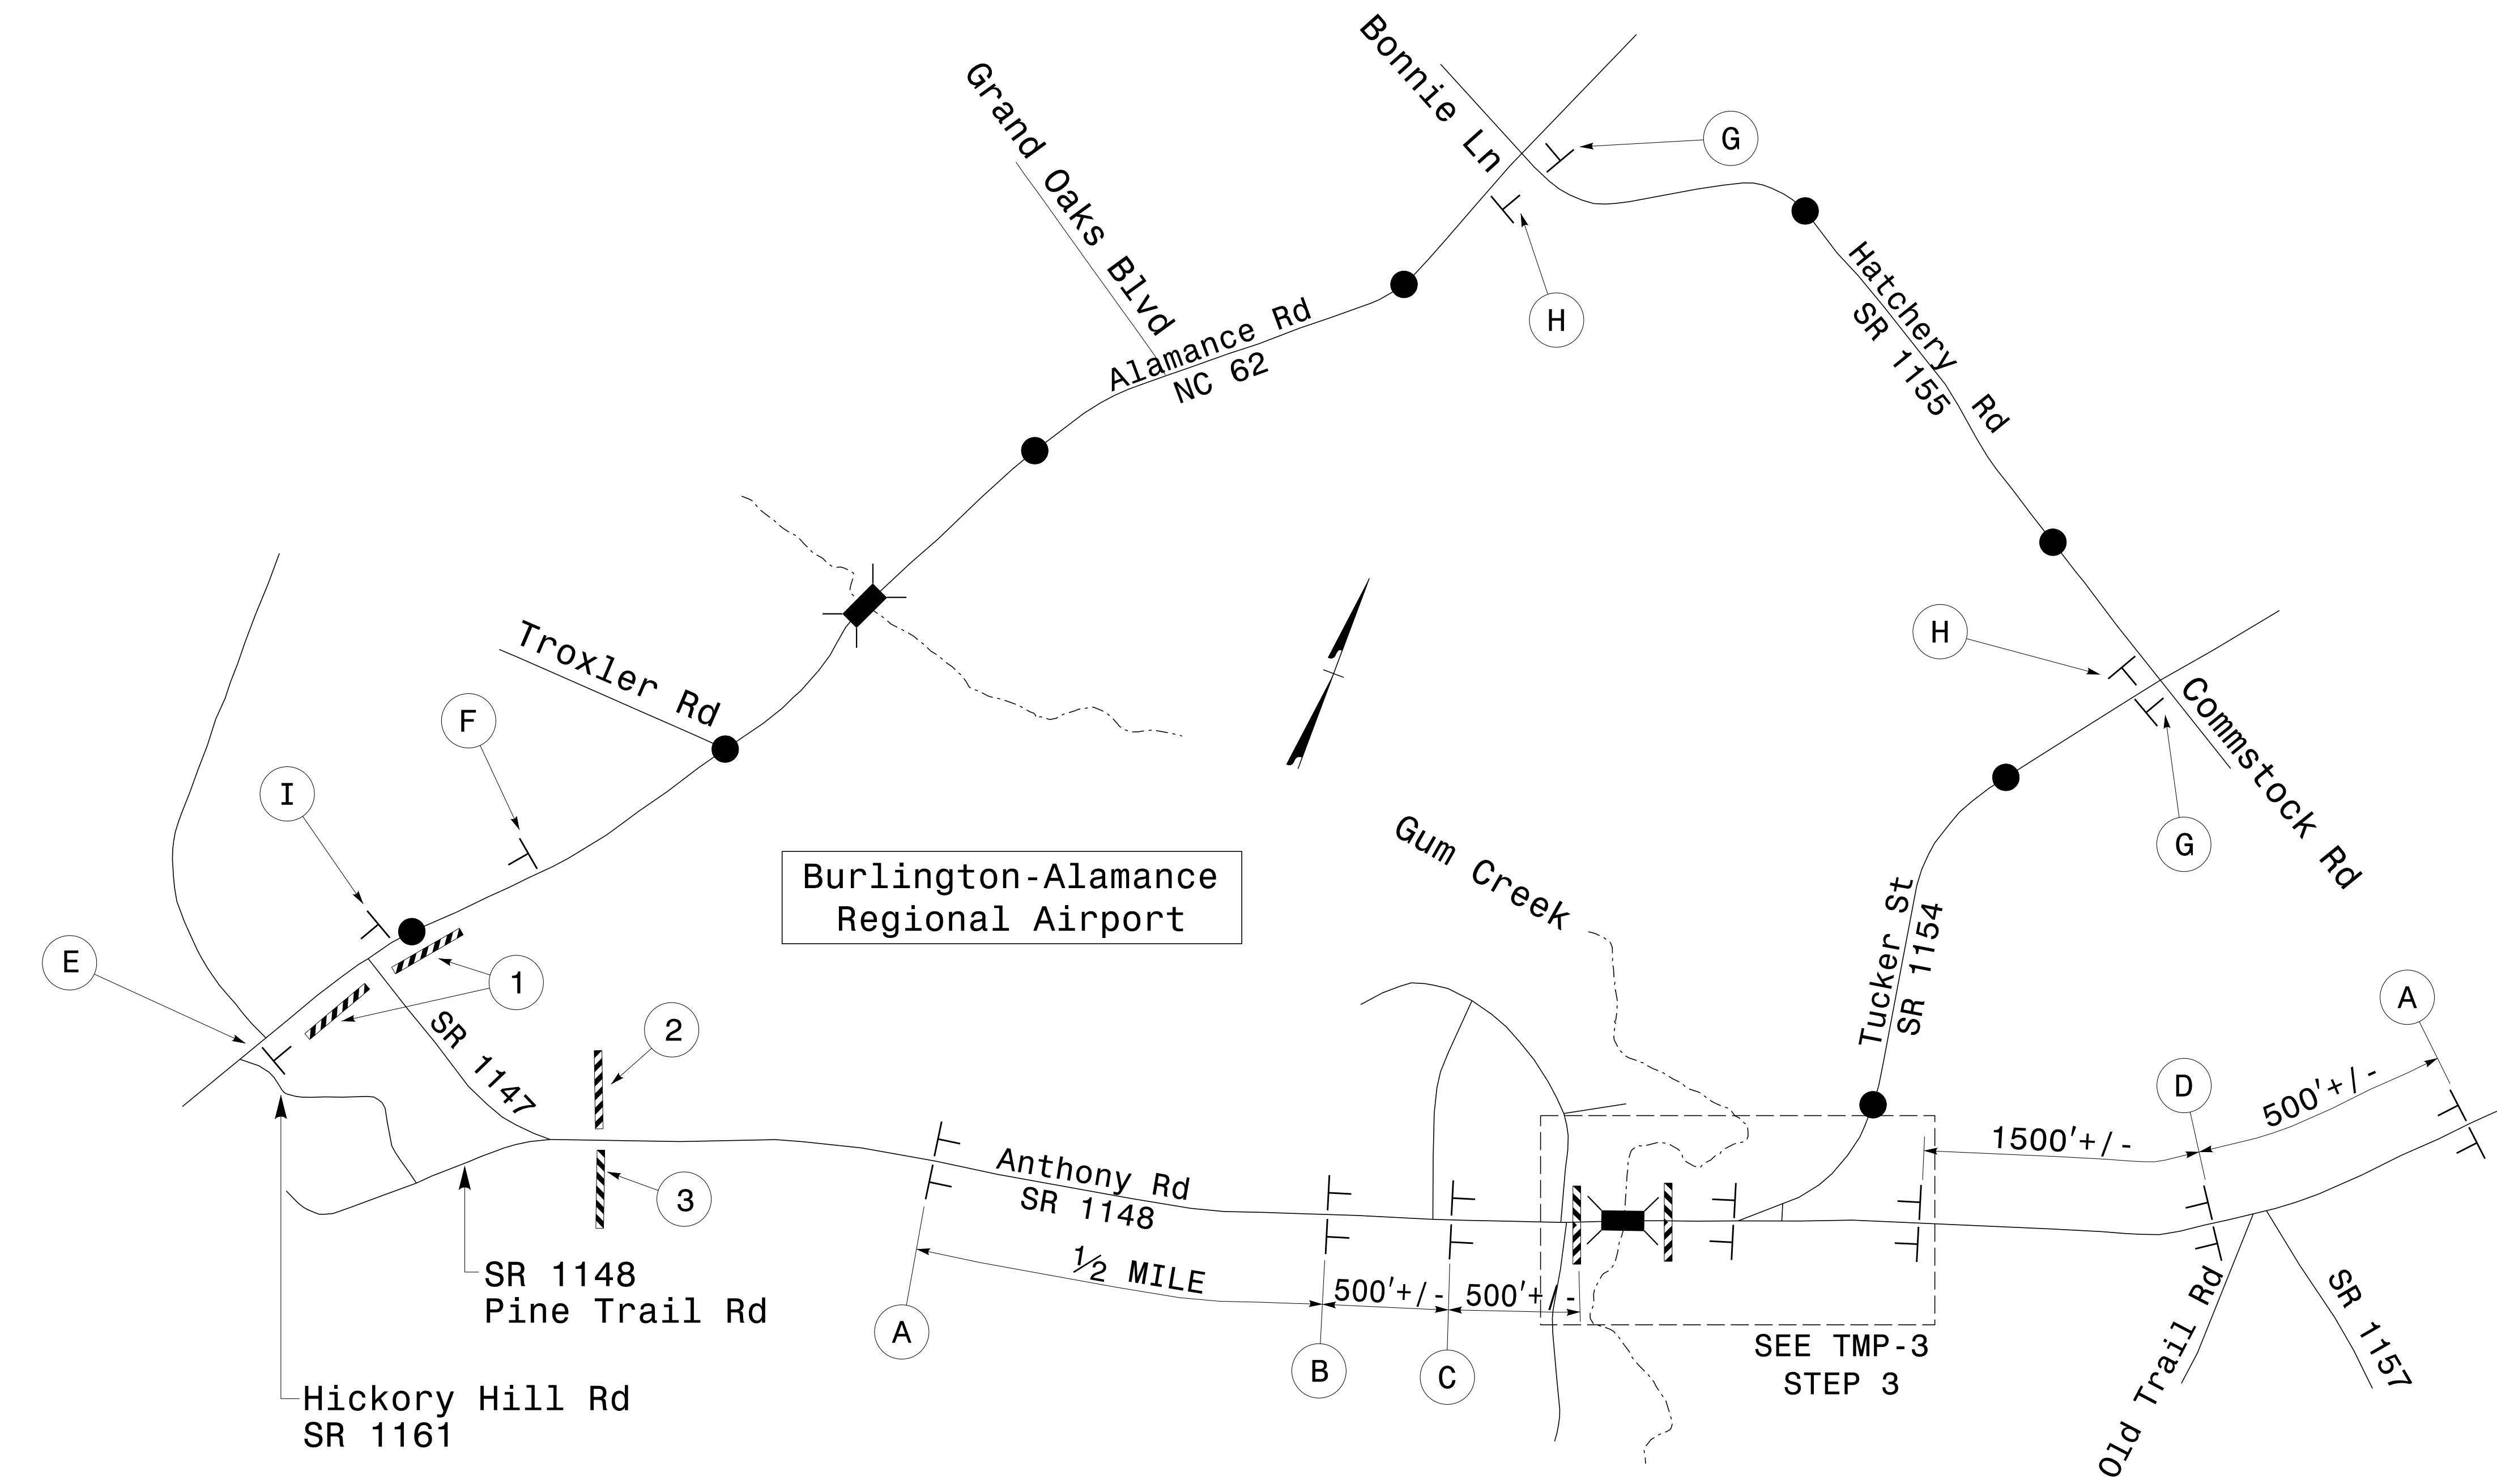 Bonnie Ln
Grand Oaks Blvd
G
H
Hatchery Rd
SR 1155
Alamance Rd
NC 62
Troxler Rd
H
Commstock Rd
G
F
I
E
1
2
3
SR 1147
Burlington-Alamance
Regional Airport
Gum Creek
Tucker St
SR 1154
A
D
500'+/-
1500'+/-
Anthony Rd
SR 1148
½ MILE
500'+/-
500'+/-
A
B
C
SEE TMP-3
STEP 3
Old Trail Rd
SR 1157
SR 1148
Pine Trail Rd
Hickory Hill Rd
SR 1161